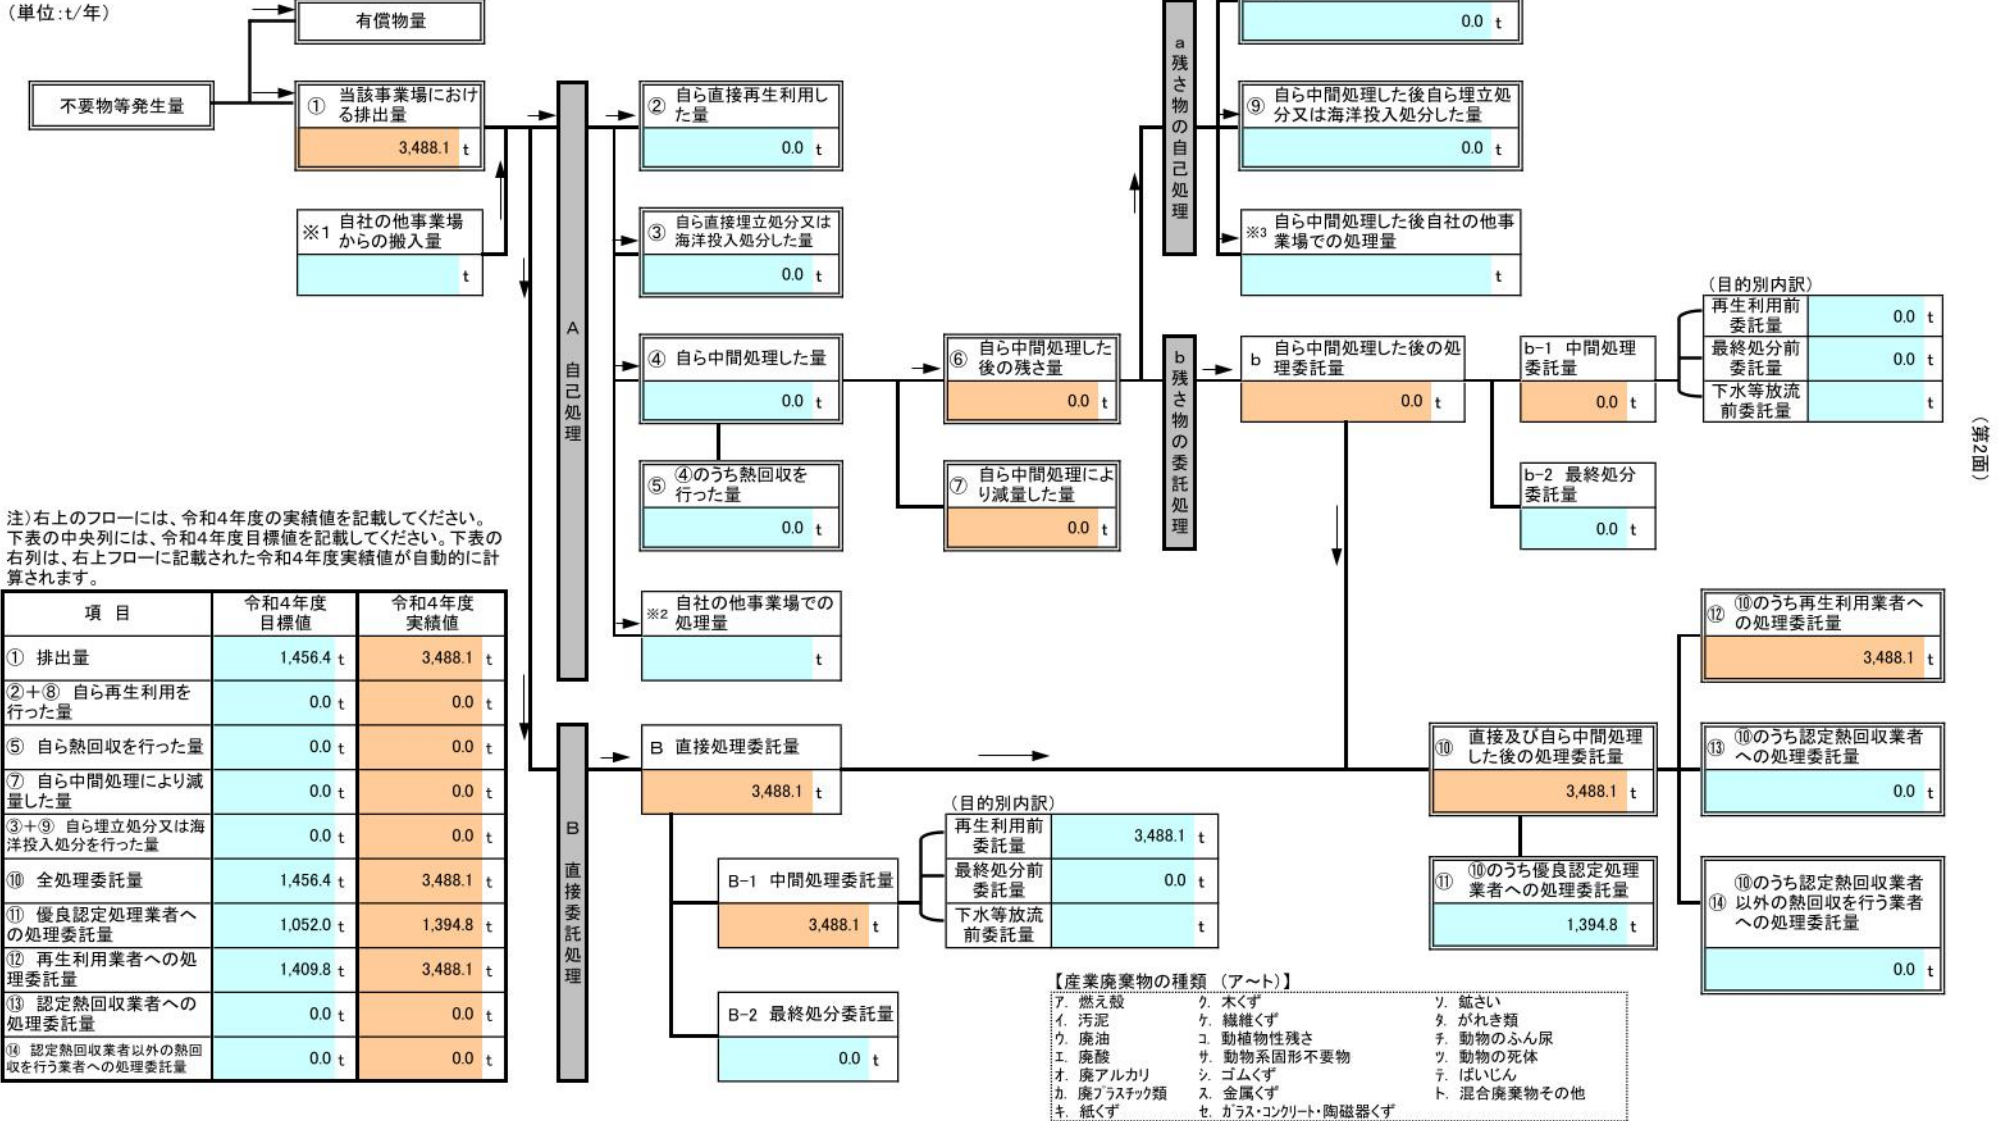 (単位:t/年)
有償物量
不要物等発生量
① 当該事業場におけ
る排出量
3,488.1 t
※1 自社の他事業場
からの搬入量
t
A 自己処理
② 自ら直接再生利用し
た量
0.0 t
③ 自ら直接埋立処分又は
海洋投入処分した量
0.0 t
④ 自ら中間処理した量
0.0 t
⑤ ④のうち熱回収を
行った量
0.0 t
※2 自社の他事業場での
処理量
t
⑥ 自ら中間処理した
後の残さ量
0.0 t
⑦ 自ら中間処理によ
り減量した量
0.0 t
a 残さ物の自己処理
0.0 t
⑨ 自ら中間処理した後自ら埋立処
分又は海洋投入処分した量
0.0 t
※3 自ら中間処理した後自社の他事
業場での処理量
t
b 残さ物の委託処理
b 自ら中間処理した後の処
理委託量
0.0 t
b-1 中間処理
委託量
0.0 t
b-2 最終処分
委託量
0.0 t
(目的別内訳)
再生利用前
委託量 0.0 t
最終処分前
委託量 0.0 t
下水等放流
前委託量 t
(第2面)
注)右上のフローには、令和4年度の実績値を記載してください。
下表の中央列には、令和4年度目標値を記載してください。下表の
右列は、右上フローに記載された令和4年度実績値が自動的に計
算されます。
項 目 令和4年度
目標値 令和4年度
実績値
① 排出量 1,456.4 t 3,488.1 t
②+⑧ 自ら再生利用を
行った量 0.0 t 0.0 t
⑤ 自ら熱回収を行った量 0.0 t 0.0 t
⑦ 自ら中間処理により減
量した量 0.0 t 0.0 t
③+⑨ 自ら埋立処分又は海
洋投入処分を行った量 0.0 t 0.0 t
⑩ 全処理委託量 1,456.4 t 3,488.1 t
⑪ 優良認定処理業者へ
の処理委託量 1,052.0 t 1,394.8 t
⑫ 再生利用業者への処
理委託量 1,409.8 t 3,488.1 t
⑬ 認定熱回収業者への
処理委託量 0.0 t 0.0 t
⑭ 認定熱回収業者以外の熱回
収を行う業者への処理委託量 0.0 t 0.0 t
B 直接委託処理
B 直接処理委託量
3,488.1 t
B-1 中間処理委託量
3,488.1 t
B-2 最終処分委託量
0.0 t
(目的別内訳)
再生利用前
委託量 3,488.1 t
最終処分前
委託量 0.0 t
下水等放流
前委託量 t
⑩ 直接及び自ら中間処理
した後の処理委託量
3,488.1 t
⑪ ⑩のうち優良認定処理
業者への処理委託量
1,394.8 t
⑫ ⑩のうち再生利用業者へ
の処理委託量
3,488.1 t
⑬ ⑩のうち認定熱回収業者
への処理委託量
0.0 t
⑭ ⑩のうち認定熱回収業者
以外の熱回収を行う業者
への処理委託量
0.0 t
【産業廃棄物の種類 (ア~ト)】
ア. 燃え殻 ク. 木くず ソ. 鉱さい
イ. 汚泥 ケ. 繊維くず タ. がれき類
ウ. 廃油 コ. 動植物性残さ チ. 動物のふん尿
エ. 廃酸 サ. 動物系固形不要物 ツ. 動物の死体
オ. 廃アルカリ シ. ゴムくず テ. ばいじん
カ. 廃プラスチック類 ス. 金属くず ト. 混合廃棄物その他
キ. 紙くず セ. ガラス・コンクリート・陶磁器くず